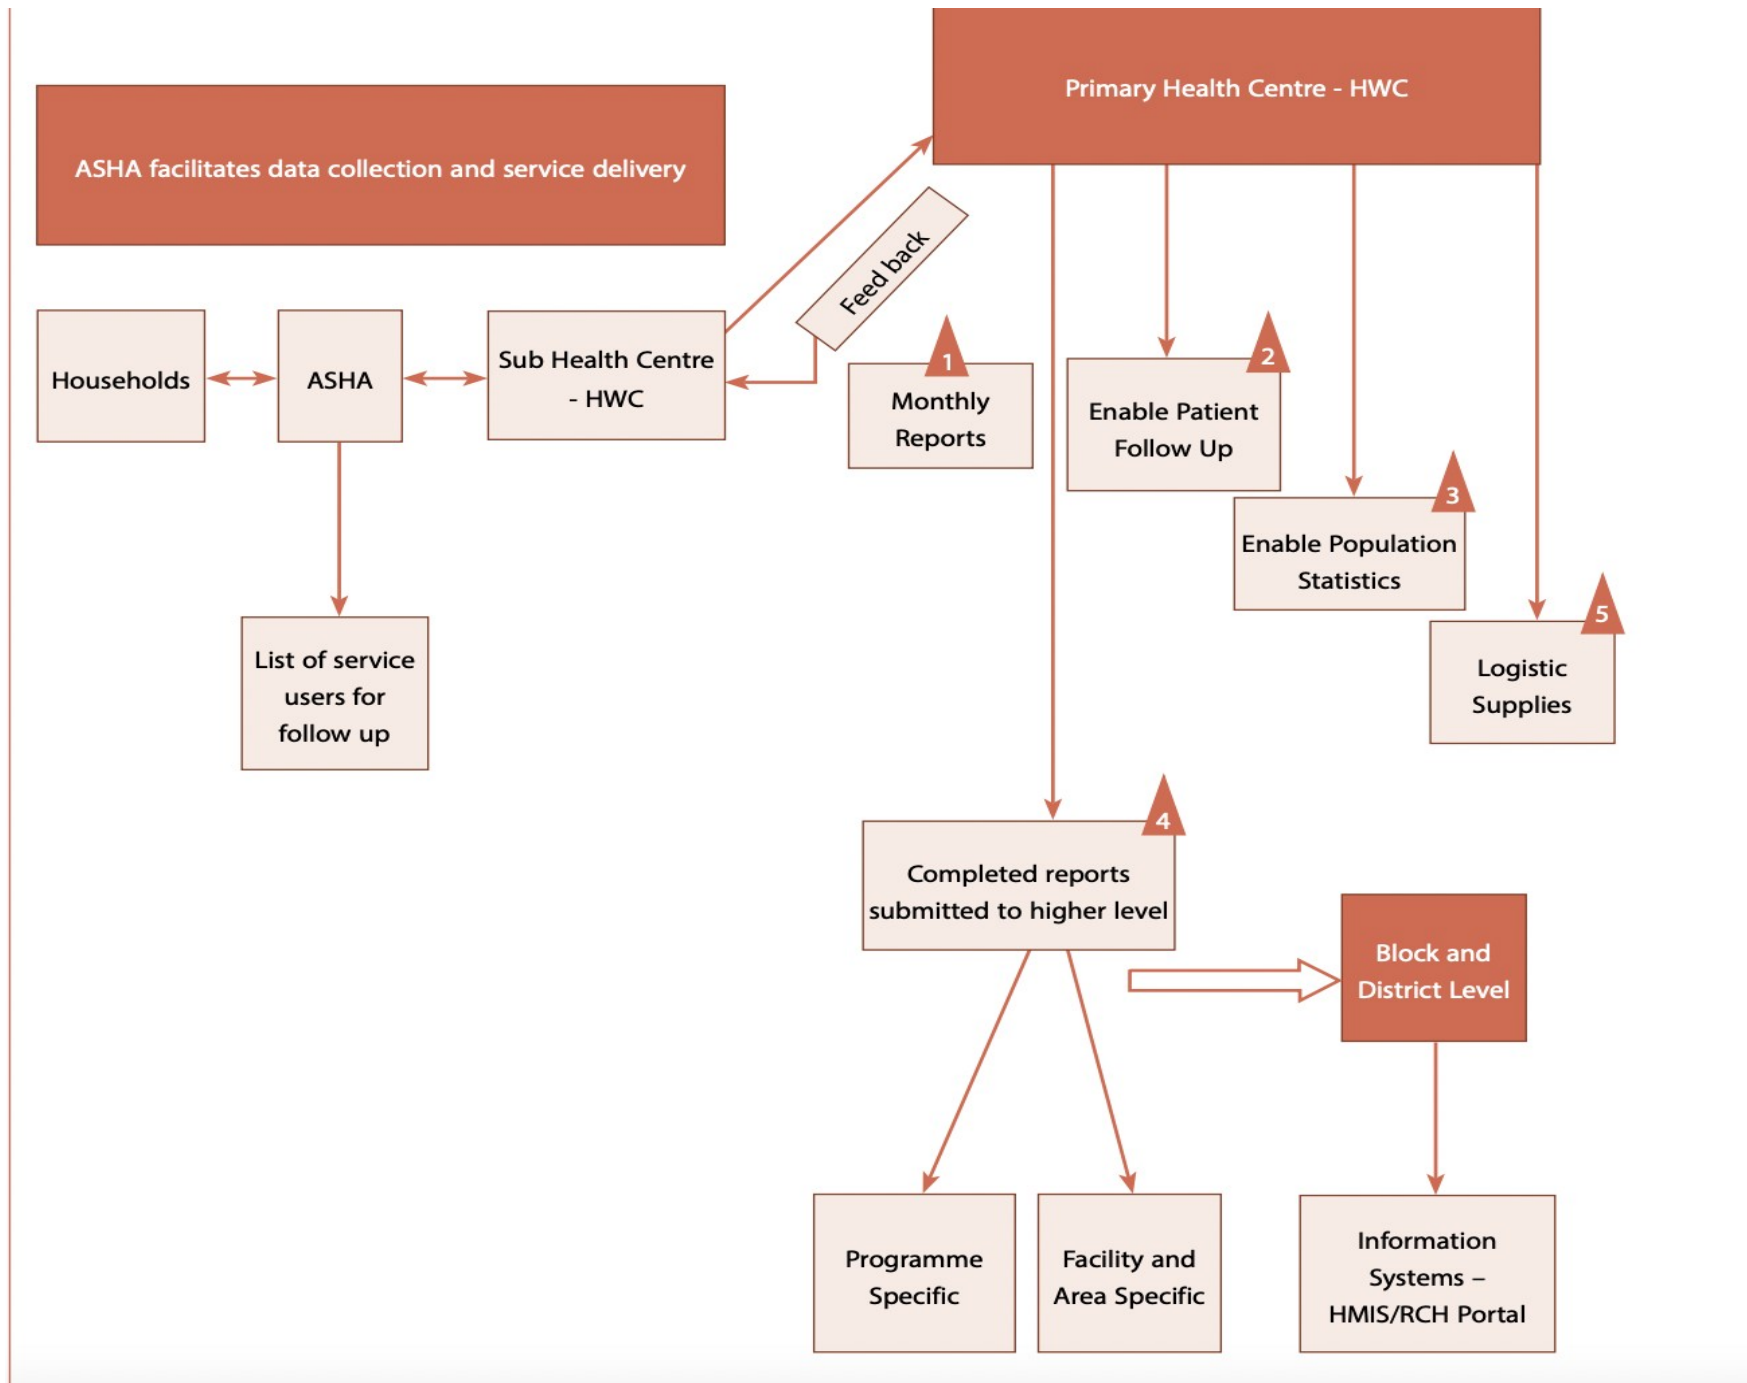 Primary Health Centre - HWC
ASHA facilitates data collection and service delivery
Feed back
Households
ASHA
Sub Health Centre
- HWC
1
Monthly
Reports
2
Enable Patient
Follow Up
3
Enable Population
Statistics
5
Logistic
Supplies
List of service
users for
follow up
4
Completed reports
submitted to higher level
Block and
District Level
Programme
Specific
Facility and
Area Specific
Information
Systems –
HMIS/RCH Portal